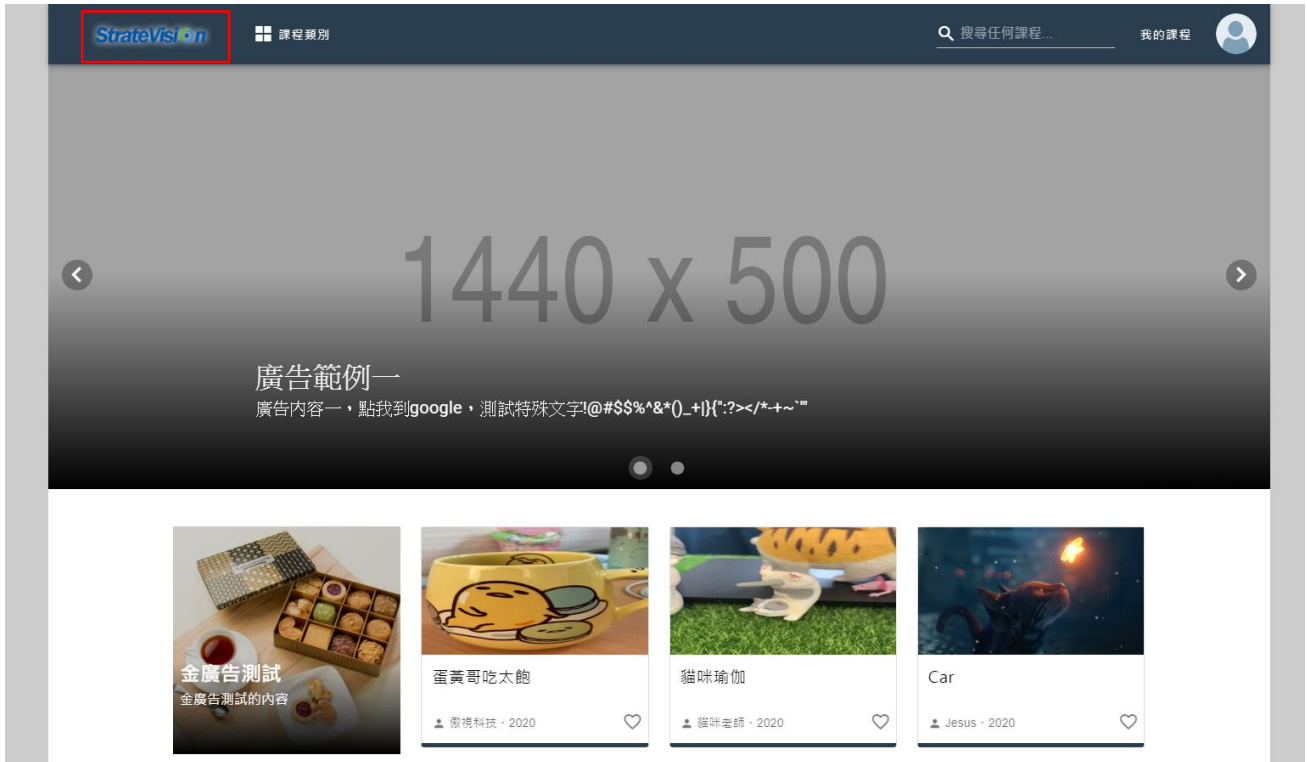 StrateVision
課程類別
搜尋任何課程...
我的課程
1440 x 500
廣告範例一
廣告內容一，點我到google，測試特殊文字!@#$$%^&*()_+|}{":?></*-+~`'"
金廣告測試
金廣告測試的內容
蛋黃哥吃太飽
傲視科技 · 2020
貓咪瑜伽
貓咪老師 · 2020
Car
Jesus · 2020